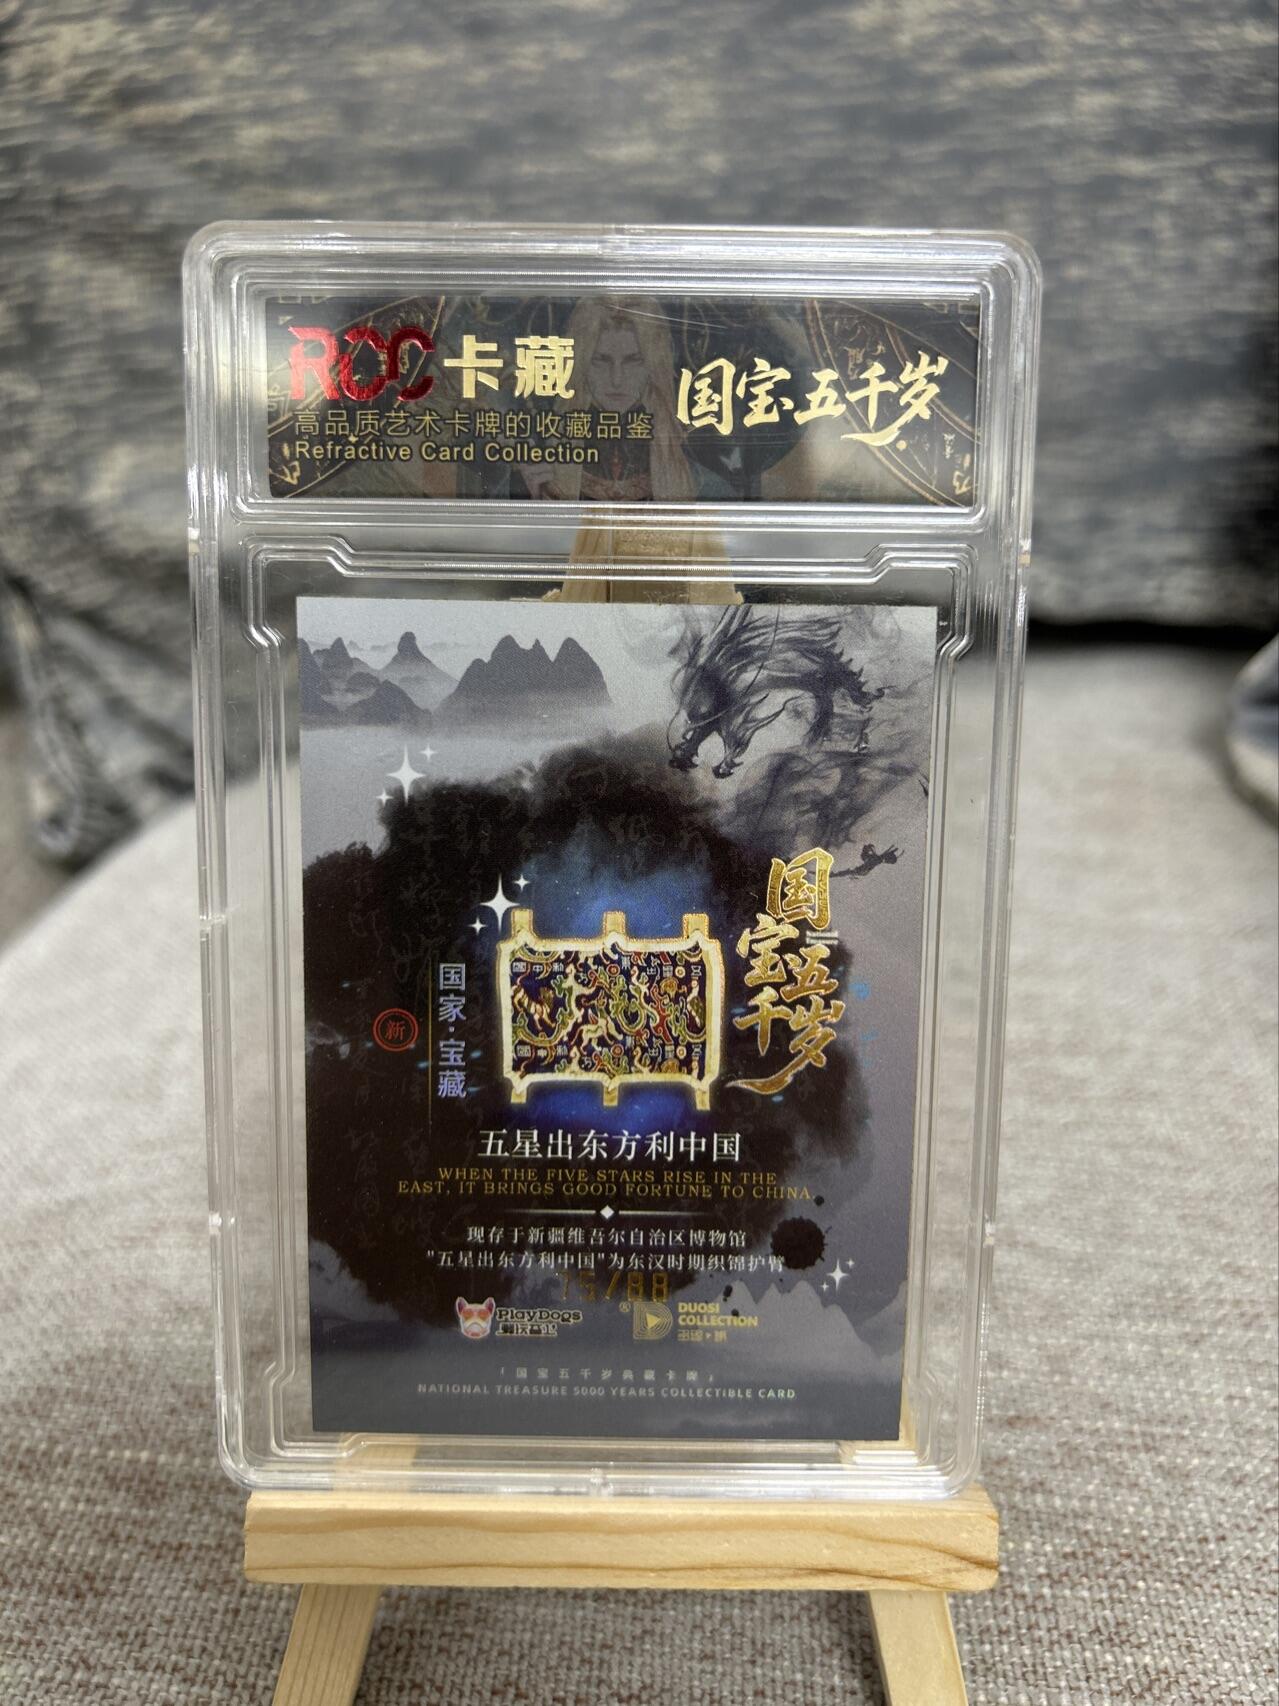 RCC卡藏
高品质艺术卡牌的收藏品鉴
Refractive Card Collection
国宝五千岁
国宝五千岁
国家·宝藏
新
五星出东方利中国
WHEN THE FIVE STARS RISE IN THE
EAST, IT BRINGS GOOD FORTUNE TO CHINA.
现存于新疆维吾尔自治区博物馆
"五星出东方利中国"为东汉时期织锦护臂
75/88
PlayDogs
®
DUOSI
COLLECTION
「国宝五千岁典藏卡牌」
NATIONAL TREASURE 5000 YEARS COLLECTIBLE CARD